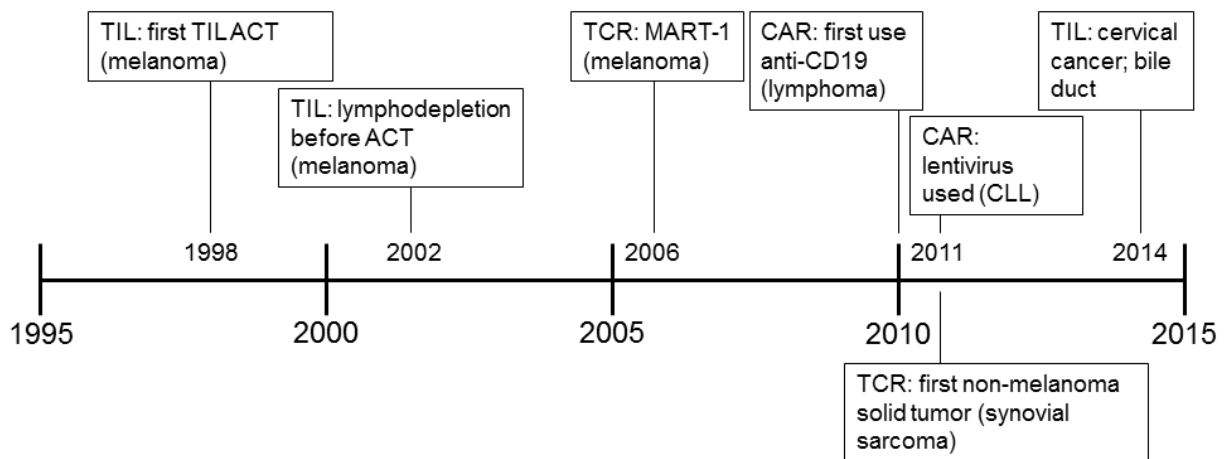 TIL: first TIL ACT
(melanoma)
TIL: lymphodepletion
before ACT
(melanoma)
TCR: MART-1
(melanoma)
CAR: first use
anti-CD19
(lymphoma)
CAR:
lentivirus
used (CLL)
TIL: cervical
cancer; bile
duct
1998
2002
2006
2011
2014
1995
2000
2005
2010
2015
TCR: first non-melanoma
solid tumor (synovial
sarcoma)